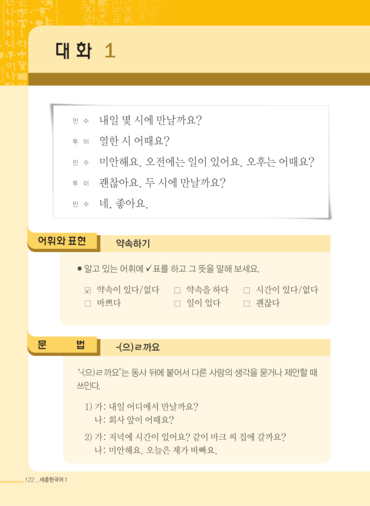 대화 1
민수 내일 몇 시에 만날까요?
투이 열한 시 어때요?
민수 미안해요. 오전에는 일이 있어요. 오후는 어때요?
투이 괜찮아요. 두 시에 만날까요?
민수 네, 좋아요.
어휘와 표현 약속하기
● 알고 있는 어휘에 ✓표를 하고 그 뜻을 말해 보세요.
☑ 약속이 있다/없다 □ 약속을 하다 □ 시간이 있다/없다
□ 바쁘다 □ 일이 있다 □ 괜찮다
문법 -(으)ㄹ까요
'-(으)ㄹ까요'는 동사 뒤에 붙어서 다른 사람의 생각을 묻거나 제안할 때
쓰인다.
1) 가: 내일 어디에서 만날까요?
나: 회사 앞이 어때요?
2) 가: 저녁에 시간이 있어요? 같이 마크 씨 집에 갈까요?
나: 미안해요. 오늘은 제가 바빠요.
122 _ 세종한국어 1